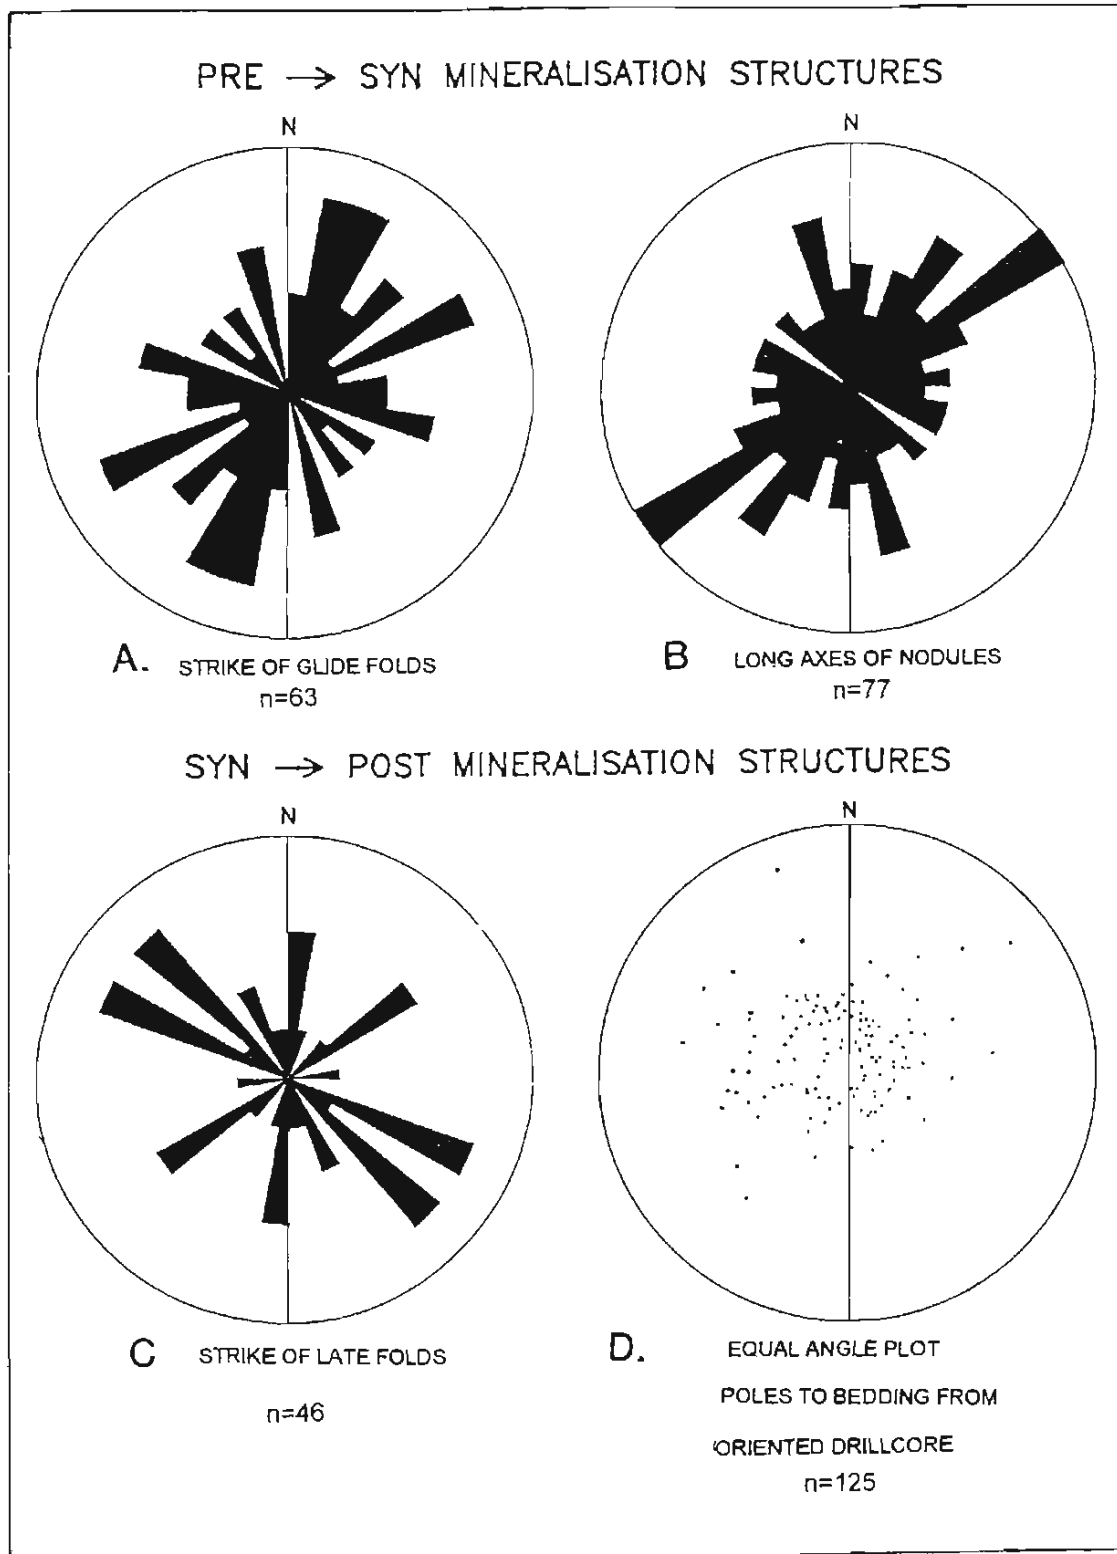 PRE → SYN MINERALISATION STRUCTURES
N
N
A. STRIKE OF GLIDE FOLDS
n=63
B LONG AXES OF NODULES
n=77
SYN → POST MINERALISATION STRUCTURES
N
N
C STRIKE OF LATE FOLDS
n=46
D. EQUAL ANGLE PLOT
POLES TO BEDDING FROM
ORIENTED DRILLCORE
n=125